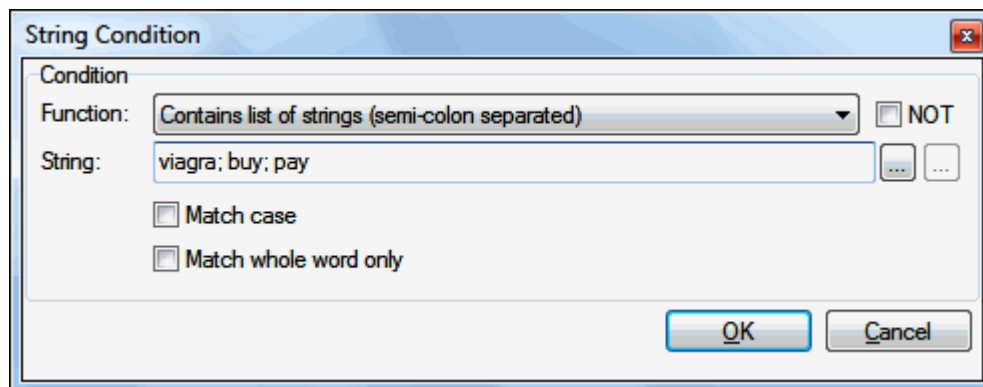 String Condition
Condition
Function: Contains list of strings (semi-colon separated) NOT
String: viagra; buy; pay ... ...
Match case
Match whole word only
OK Cancel